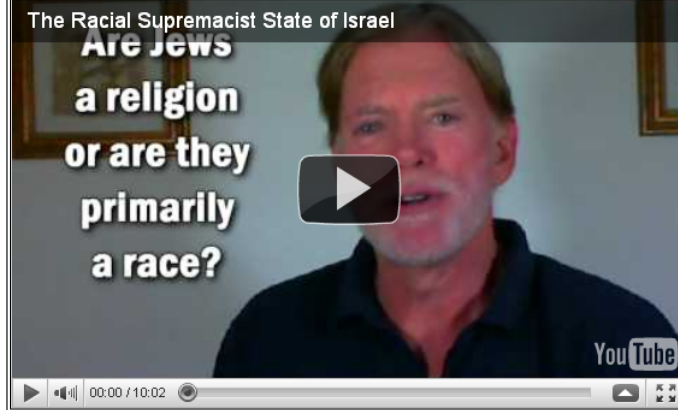 The Racial Supremacist State of Israel
Are Jews
a religion
or are they
primarily
a race?
YouTube
00:00 / 10:02